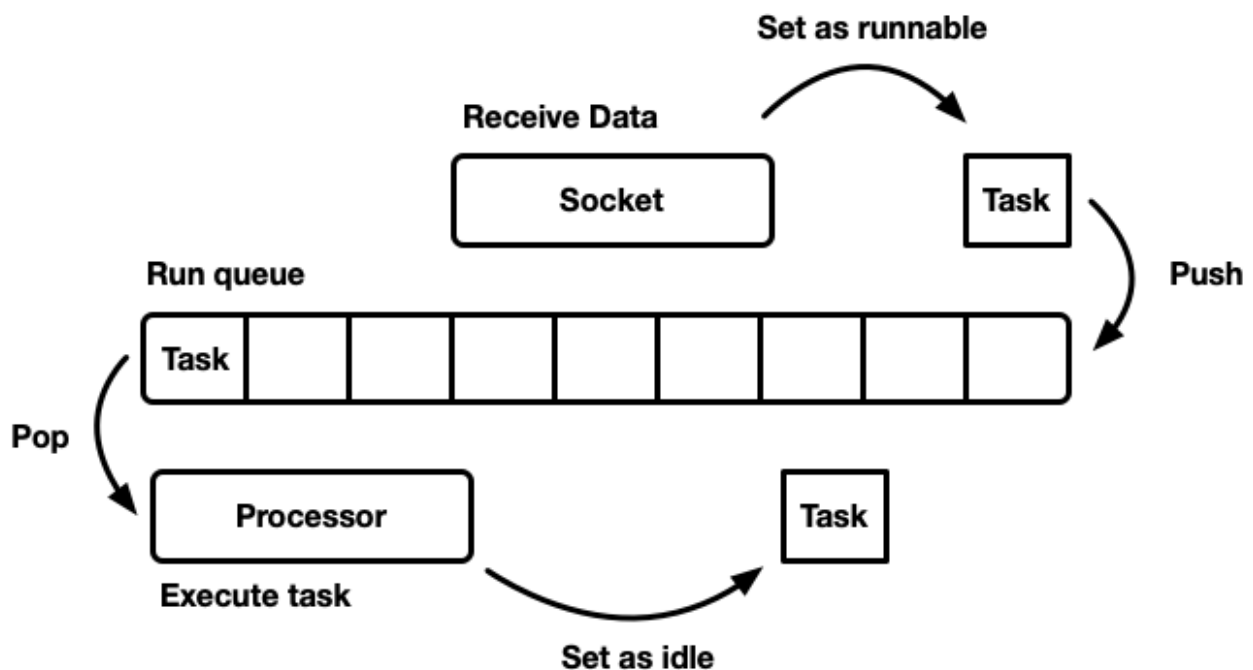 Set as runnable
Receive Data
Socket
Task
Run queue
Push
Task
Pop
Processor
Task
Execute task
Set as idle